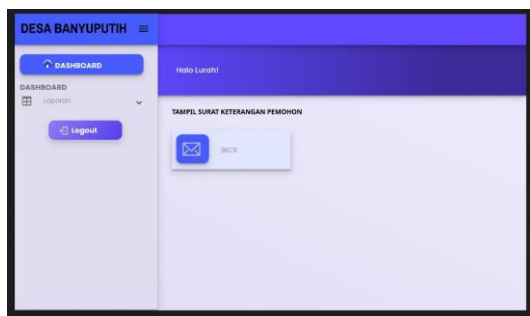 DESA BANYUPUTIH
DASHBOARD
DASHBOARD
Laporan
Logout
Halo Lurah!
TAMPIL SURAT KETERANGAN PEMOHON
SKCK